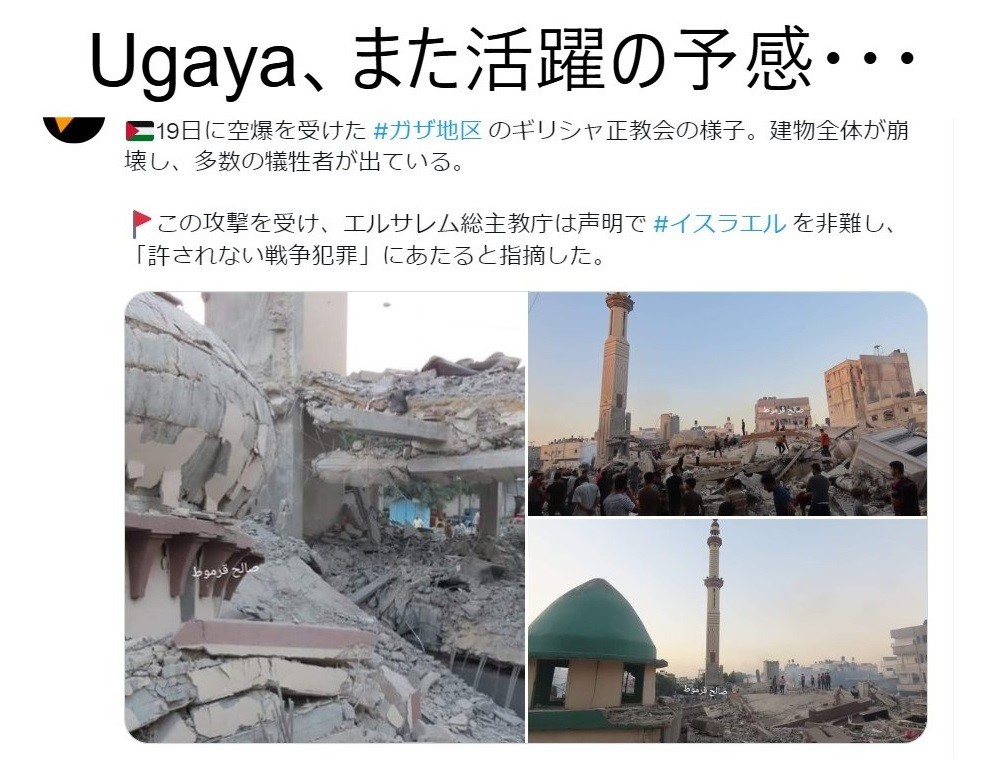 Ugaya、また活躍の予感・・・
🇵🇸19日に空爆を受けた #ガザ地区 のギリシャ正教会の様子。建物全体が崩
壊し、多数の犠牲者が出ている。
🚩この攻撃を受け、エルサレム総主教庁は声明で #イスラエル を非難し、
「許されない戦争犯罪」にあたると指摘した。
صالح قرموط
صالح قرموط
صالح قرموط